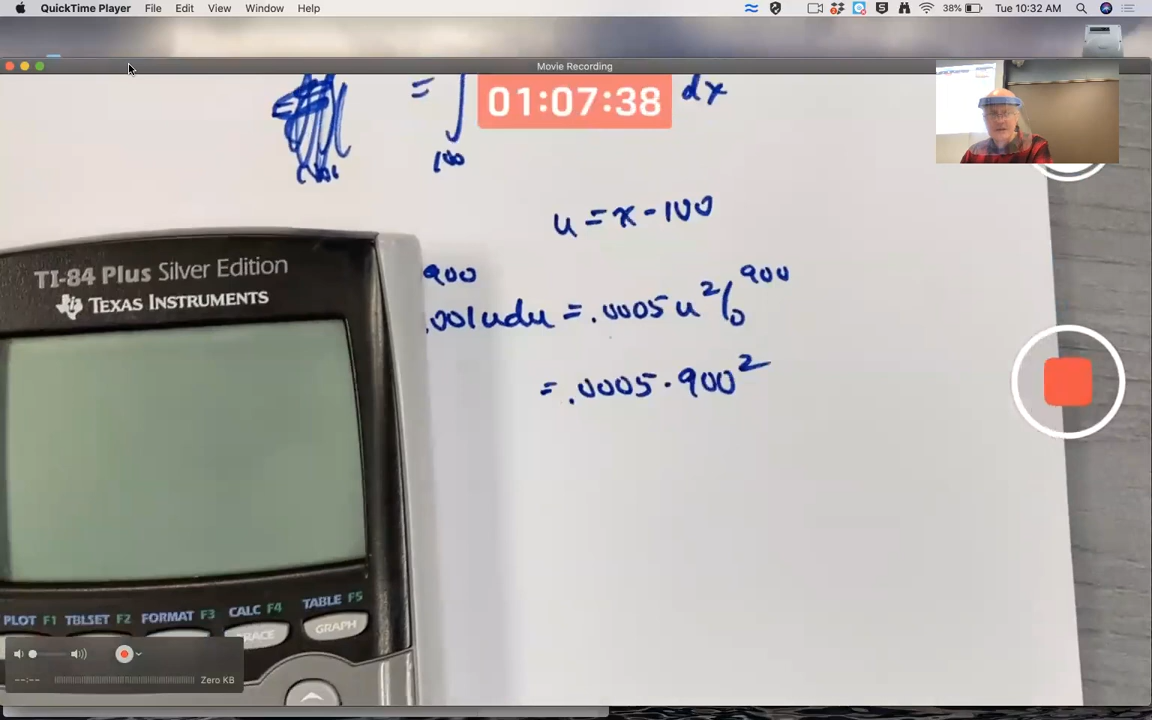 QuickTime Player File Edit View Window Help 38% Tue 10:32 AM
Movie Recording
= ∫ dx
01:07:38
100
u = x - 100
TI-84 Plus Silver Edition
TEXAS INSTRUMENTS
900
.001udu = .0005u²/₀⁹⁰⁰
= .0005 · 900²
PLOT F1 TBLSET F2 FORMAT F3 CALC F4 TABLE F5
TRACE GRAPH
--:-- Zero KB